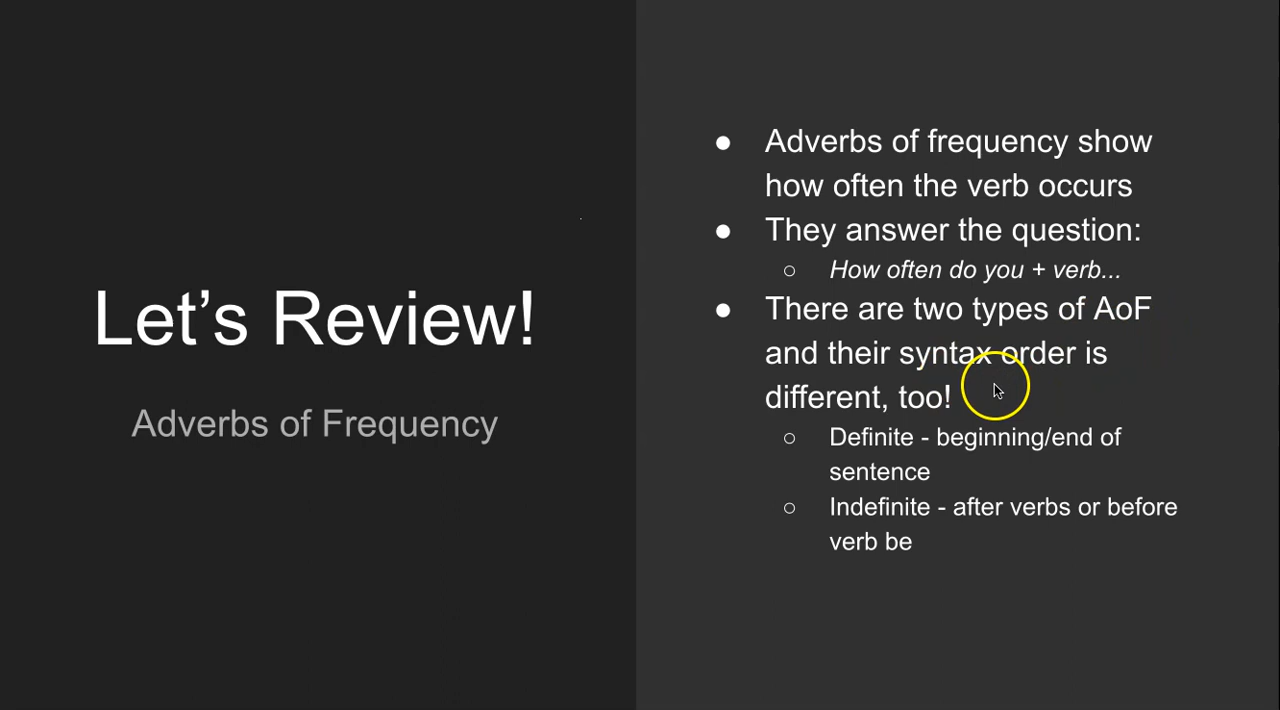 Let’s Review!
Adverbs of Frequency
● Adverbs of frequency show
how often the verb occurs
● They answer the question:
○ How often do you + verb...
● There are two types of AoF
and their syntax order is
different, too!
○ Definite - beginning/end of
sentence
○ Indefinite - after verbs or before
verb be